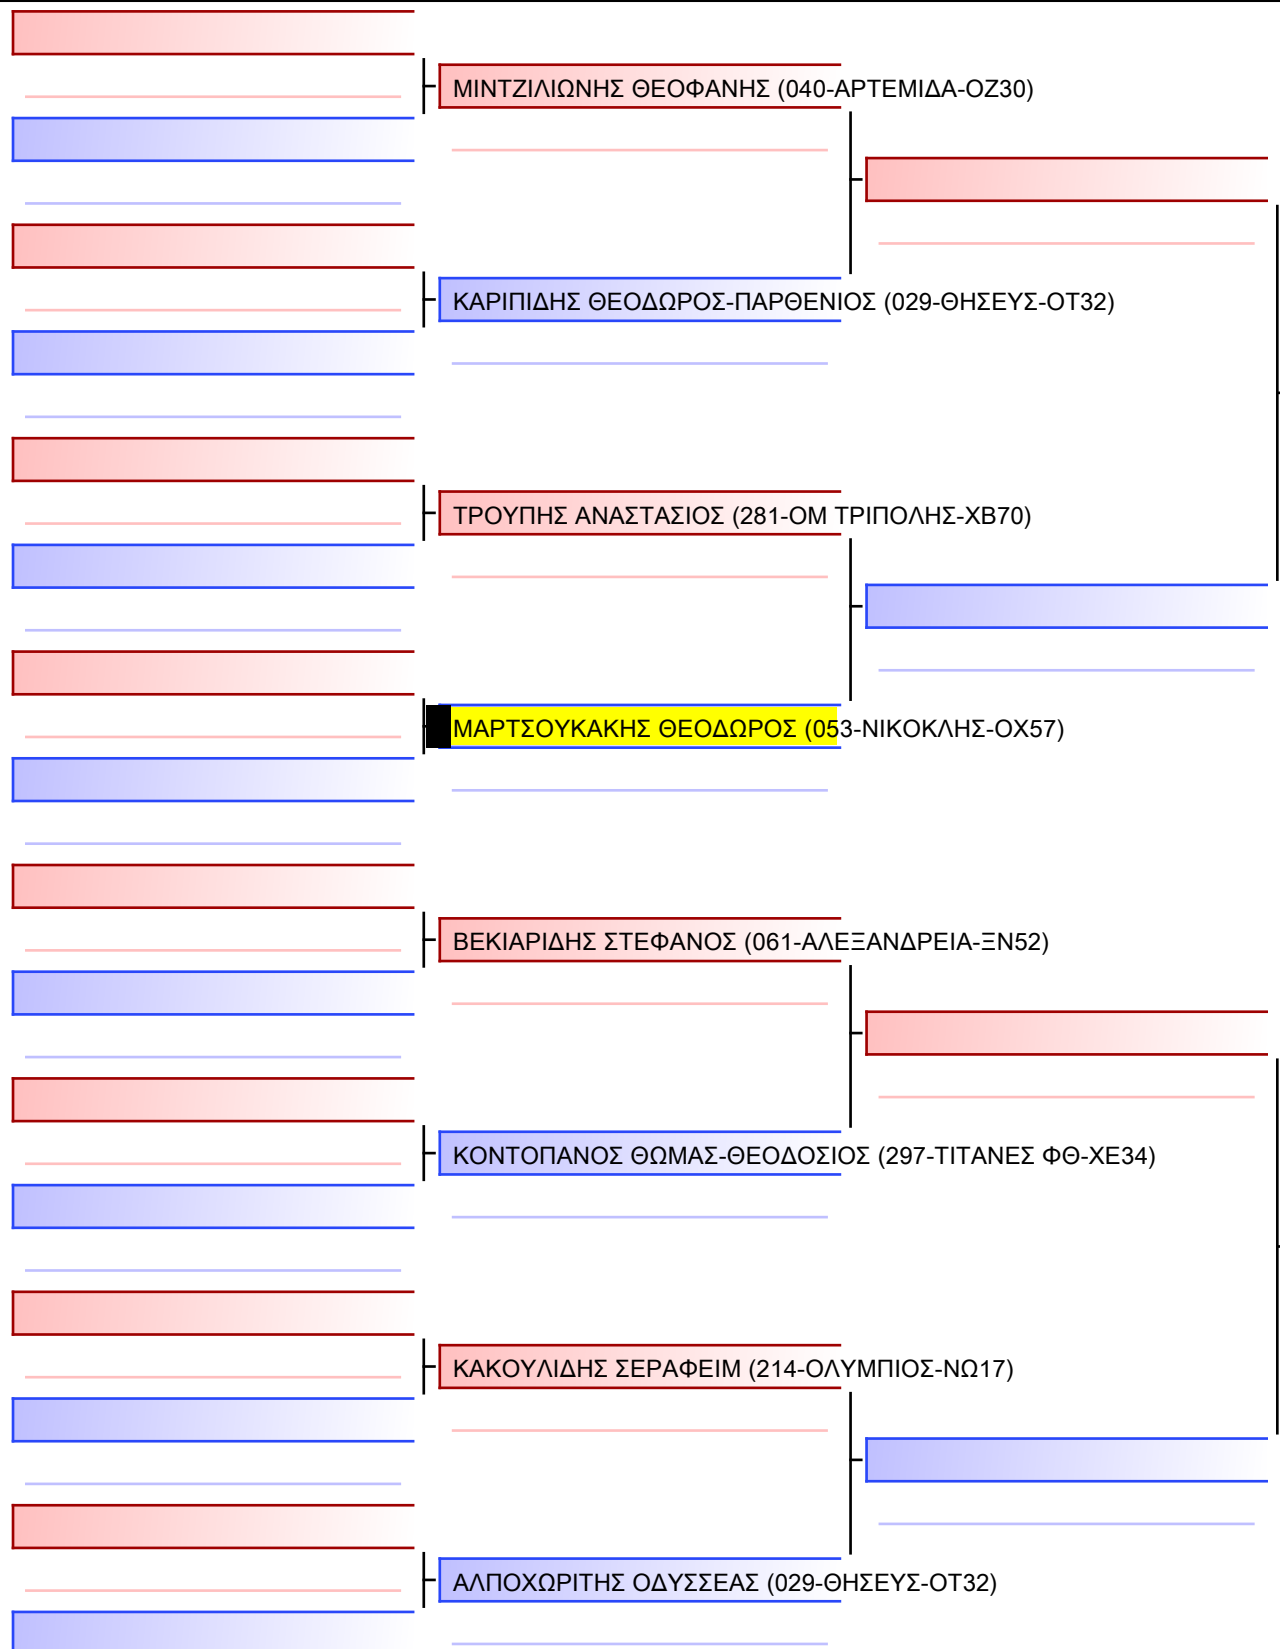 ΜΙΝΤΖΙΛΙΩΝΗΣ ΘΕΟΦΑΝΗΣ (040-ΑΡΤΕΜΙΔΑ-ΟΖ30)
ΚΑΡΙΠΙΔΗΣ ΘΕΟΔΩΡΟΣ-ΠΑΡΘΕΝΙΟΣ (029-ΘΗΣΕΥΣ-ΟΤ32)
ΤΡΟΥΠΗΣ ΑΝΑΣΤΑΣΙΟΣ (281-ΟΜ ΤΡΙΠΟΛΗΣ-ΧΒ70)
ΜΑΡΤΣΟΥΚΑΚΗΣ ΘΕΟΔΩΡΟΣ (053-ΝΙΚΟΚΛΗΣ-ΟΧ57)
ΒΕΚΙΑΡΙΔΗΣ ΣΤΕΦΑΝΟΣ (061-ΑΛΕΞΑΝΔΡΕΙΑ-ΞΝ52)
ΚΟΝΤΟΠΑΝΟΣ ΘΩΜΑΣ-ΘΕΟΔΟΣΙΟΣ (297-ΤΙΤΑΝΕΣ ΦΘ-ΧΕ34)
ΚΑΚΟΥΛΙΔΗΣ ΣΕΡΑΦΕΙΜ (214-ΟΛΥΜΠΙΟΣ-ΝΩ17)
ΑΛΠΟΧΩΡΙΤΗΣ ΟΔΥΣΣΕΑΣ (029-ΘΗΣΕΥΣ-ΟΤ32)